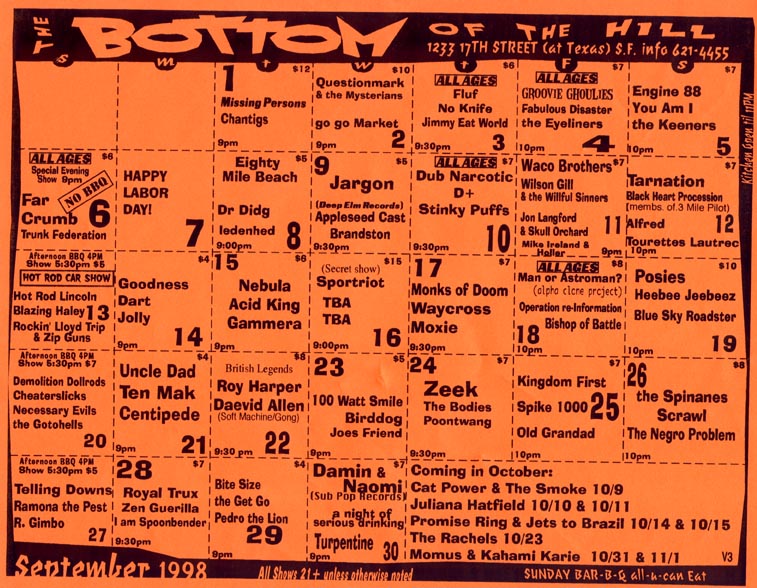 THE BOTTOM OF THE HILL
1233 17TH STREET (at Texas) S.F. info 621-4455
s m t w t F S
Kitchen Open til 11PM
1 $12
Missing Persons
Chantigs
9pm
$10
Questionmark
& the Mysterians
go go Market
9pm 2
ALL AGES $6
Fluf
No Knife
Jimmy Eat World
9:30pm 3
ALL AGES $7
GROOVIE GHOULIES
Fabulous Disaster
the Eyeliners
10pm 4
$7
Engine 88
You Am I
the Keeners
10pm 5
ALL AGES $6
Special Evening
Show 8pm
NO BBQ
Far
Crumb 6
Trunk Federation
HAPPY
LABOR
DAY!
7
$5
Eighty
Mile Beach
Dr Didg
Iedenhed
9:00pm 8
9 $5
Jargon
(Deep Elm Records)
Appleseed Cast
Brandston
9:30pm
ALL AGES $7
Dub Narcotic
D+
Stinky Puffs
9:30pm 10
Waco Brothers $7
Wilson Gill
& the Willful Sinners
Jon Langford
& Skull Orchard 11
Mike Ireland &
Holler
9pm
$7
Tarnation
Black Heart Procession
[membs. of 3 Mile Pilot)
Alfred 12
Tourettes Lautrec
10pm
Afternoon BBQ 4PM
Show 5:30pm $5
HOT ROD CAR SHOW
Hot Rod Lincoln
Blazing Haley 13
Rockin' Lloyd Trip
& Zip Guns
$4
Goodness
Dart
Jolly
9pm 14
15 $6
Nebula
Acid King
Gammera
9pm
$15
(Secret show)
Sportriot
TBA
TBA
9:00pm 16
17 $7
Monks of Doom
Waycross
Moxie
9:30pm
ALL AGES $8
Man or Astroman?
(alpha clone project)
Operation re-Information
18 Bishop of Battle
10pm
$10
Posies
Heebee Jeebeez
Blue Sky Roadster
10pm 19
Afternoon BBQ 4PM
Show 5:30pm $7
Demolition Dollrods
Cheaterslicks
Necessary Evils
the Gotohells
20
$4
Uncle Dad
Ten Mak
Centipede
9pm 21
$8
British Legends
Roy Harper
Daevid Allen
(Soft Machine/Gong)
9:30 pm 22
23 $5
100 Watt Smile
Birddog
Joes Friend
9pm
24 $7
Zeek
The Bodies
Poontwang
9:30pm
$7
Kingdom First
Spike 1000 25
Old Grandad
10pm
26 $8
the Spinanes
Scrawl
The Negro Problem
10pm
Afternoon BBQ 4PM
Show 5:30pm $5
Telling Downs
Ramona the Pest
R. Gimbo
27
28 $7
Royal Trux
Zen Guerilla
I am Spoonbender
9:30pm
$4
Bite Size
the Get Go
Pedro the Lion
29
9pm
Damin & $7
Naomi
(Sub Pop Records)
a night of
serious drinking
Turpentine 30
9pm
Coming in October:
Cat Power & The Smoke 10/9
Juliana Hatfield 10/10 & 10/11
Promise Ring & Jets to Brazil 10/14 & 10/15
The Rachels 10/23
Momus & Kahami Karie 10/31 & 11/1 V3
September 1998
All Shows 21+ unless otherwise noted
SUNDAY BAR-B-Q all-u-can Eat